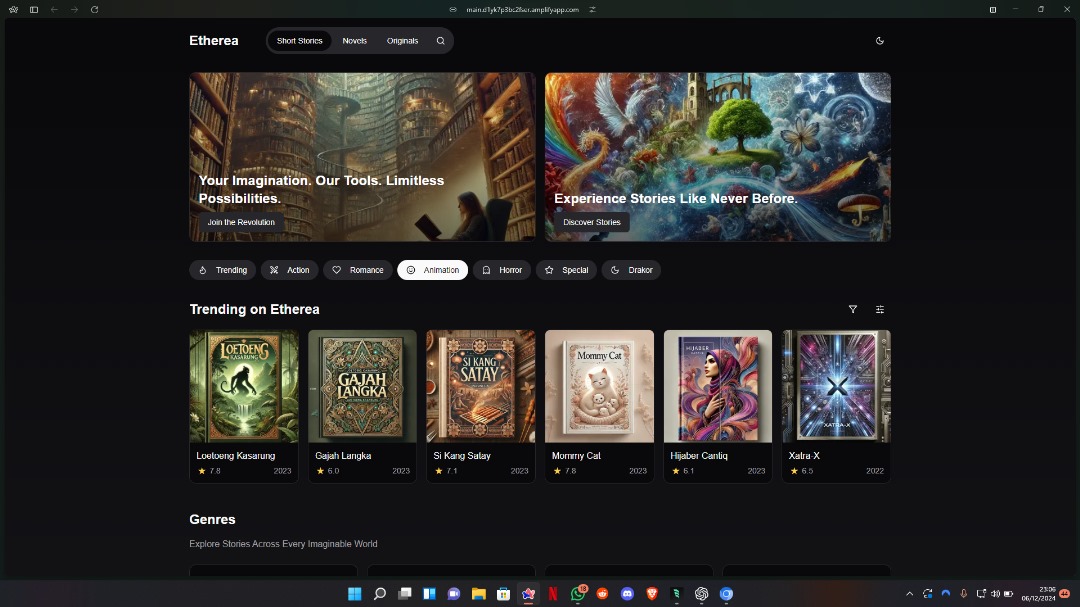 main.d1yk7p3bc2fser.amplifyapp.com
Etherea
Short Stories Novels Originals
Your Imagination. Our Tools. Limitless
Possibilities.
Join the Revolution
Experience Stories Like Never Before.
Discover Stories
Trending Action Romance Animation Horror Special Drakor
Trending on Etherea
LOETOENG
KASARUNG
GAJAH
LANGKA
SI KANG
SATAY
Mommy Cat
HIJABER
CANTIQ
X
XATRA-X
Loetoeng Kasarung
7.8 2023
Gajah Langka
6.0 2023
Si Kang Satay
7.1 2023
Mommy Cat
7.8 2023
Hijaber Cantiq
6.1 2023
Xatra-X
6.5 2022
Genres
Explore Stories Across Every Imaginable World
23:06
06/12/2024